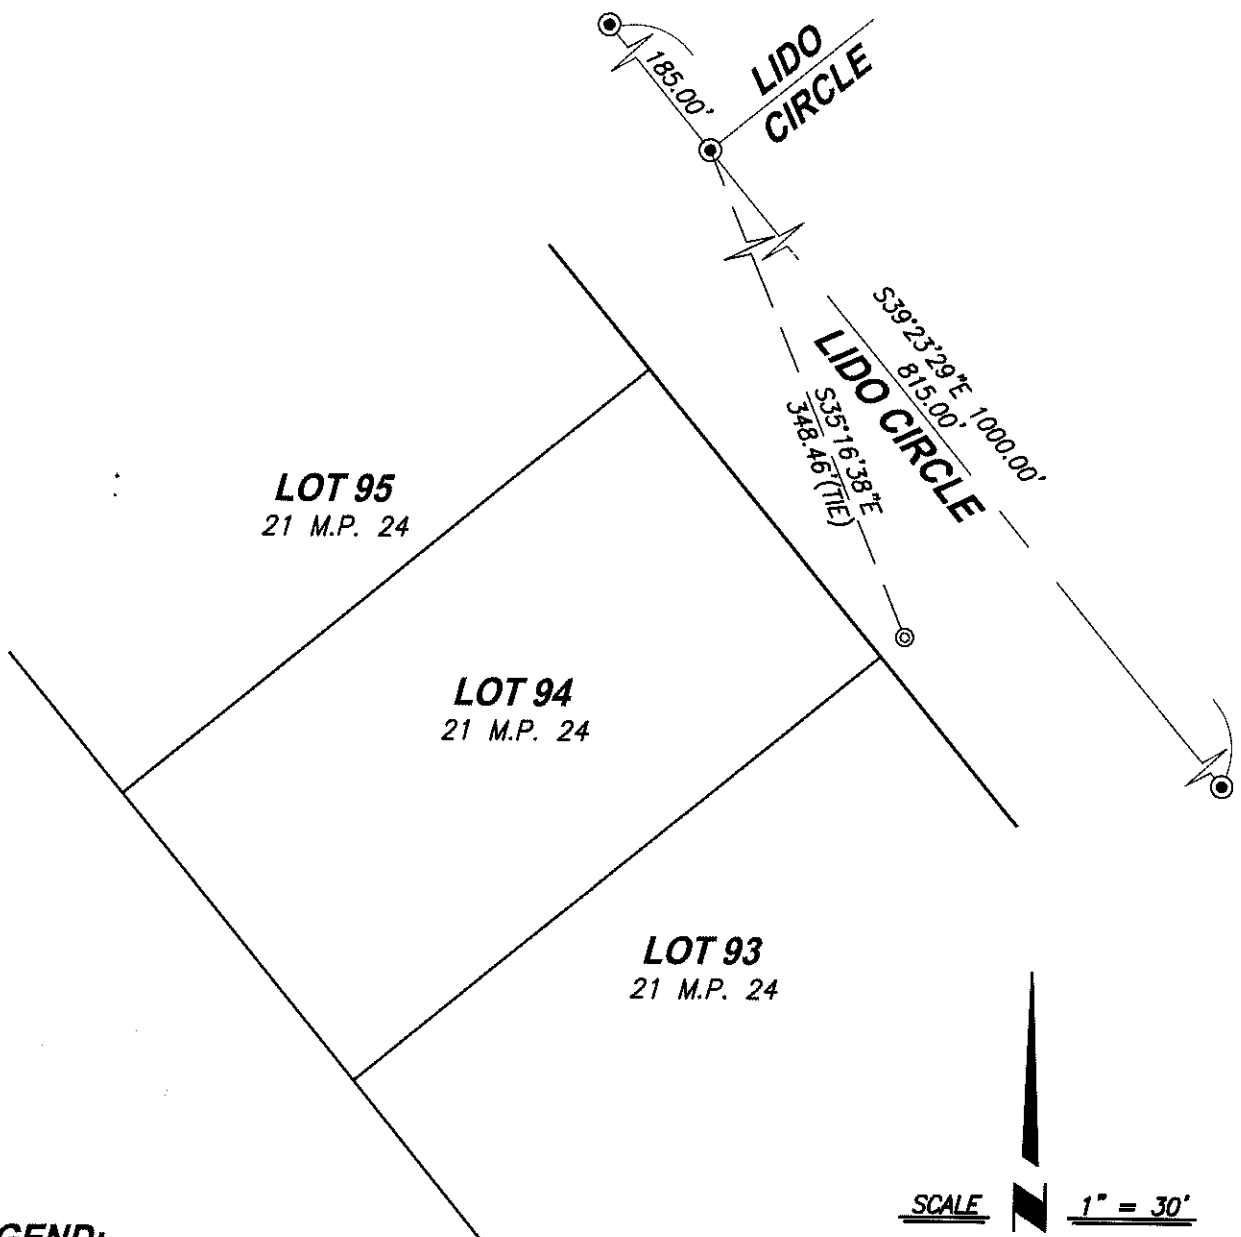 LIDO
CIRCLE
185.00'
S39°23'29"E 1000.00'
815.00'
LIDO CIRCLE
S35°16'38"E
348.46'(TIE)
LOT 95
21 M.P. 24
LOT 94
21 M.P. 24
LOT 93
21 M.P. 24
SCALE N 1" = 30'
GEND: